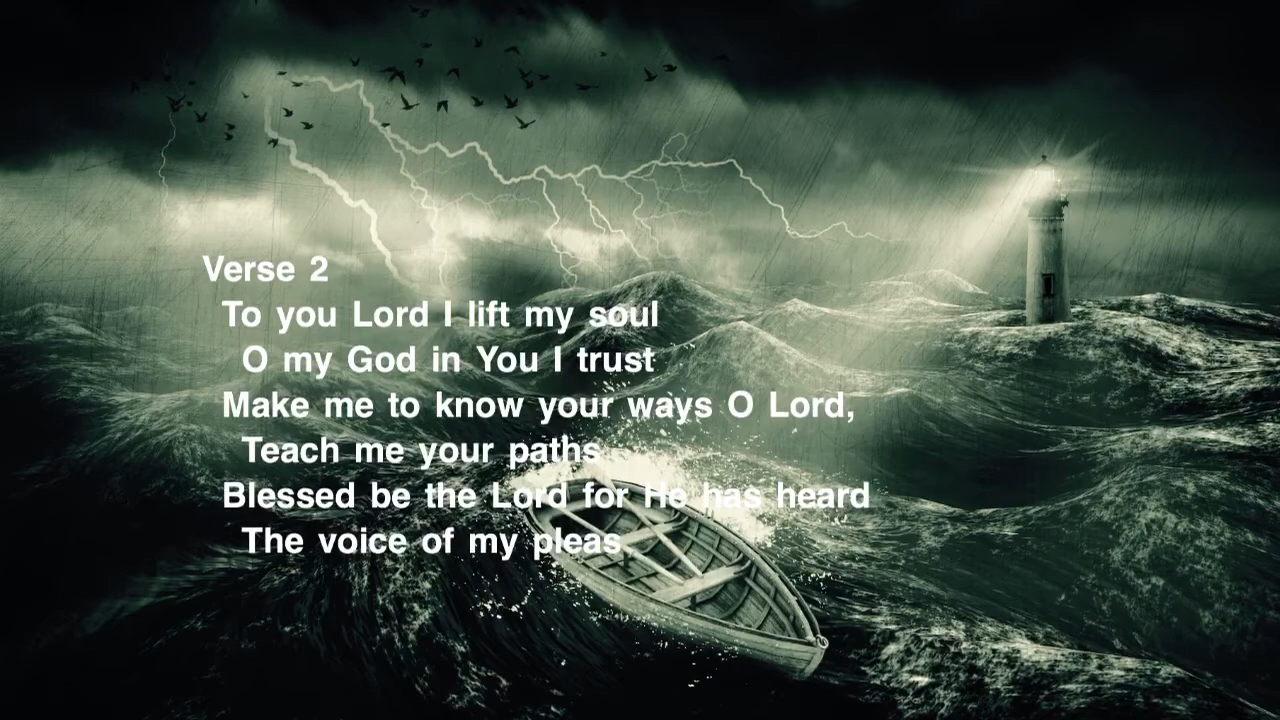 Verse 2
To you Lord I lift my soul
O my God in You I trust
Make me to know your ways O Lord,
Teach me your paths
Blessed be the Lord for He has heard
The voice of my pleas